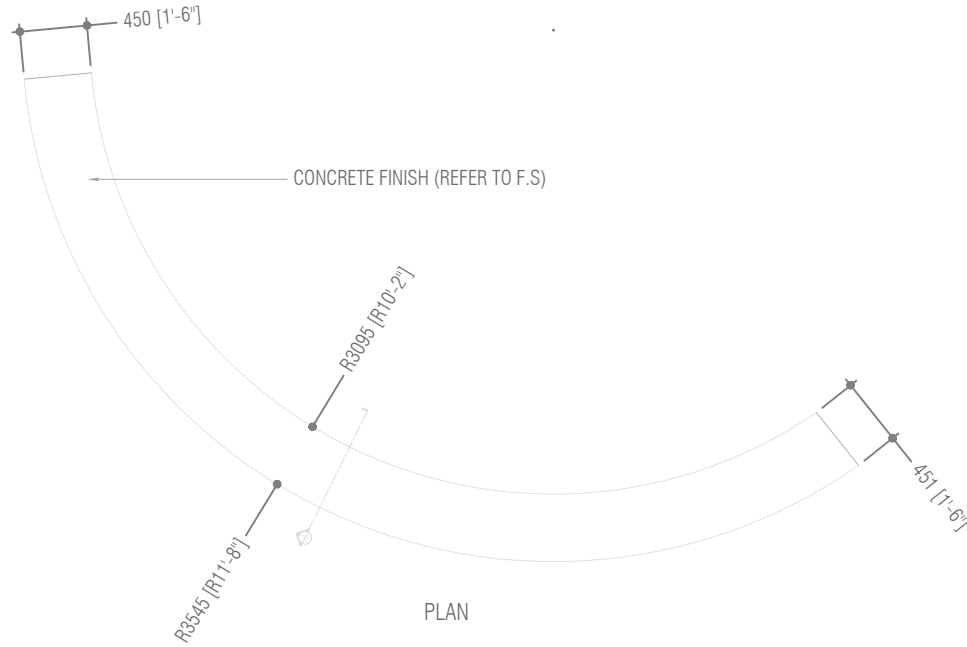 450 [1'-6"]
CONCRETE FINISH (REFER TO F.S)
R3095 [R10'-2"]
451 [1'-6"]
R3545 [R11'-8"]
PLAN